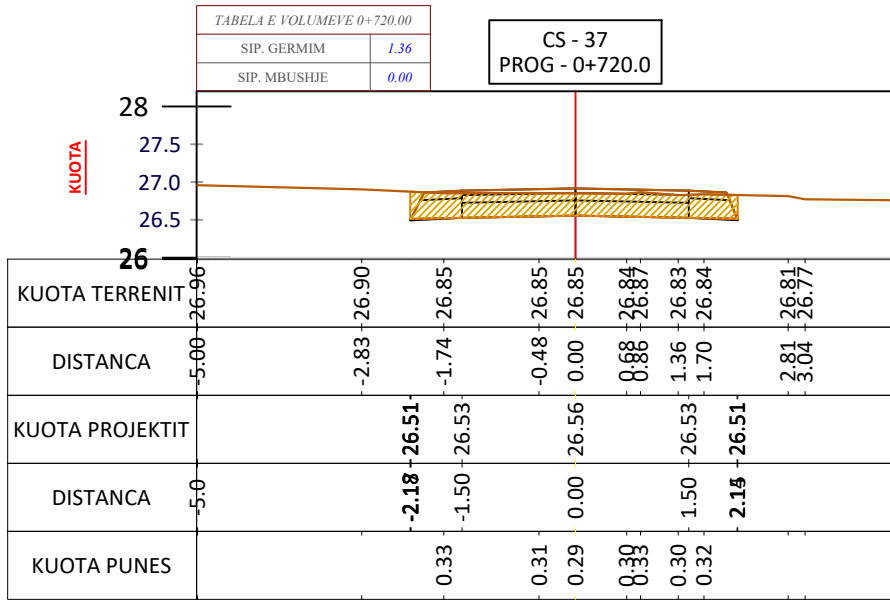 TABELA E VOLUMEVE 0+720.00
SIP. GERMIM 1.36
SIP. MBUSHJE 0.00
CS - 37
PROG - 0+720.0
KUOTA
28
27.5
27.0
26.5
26
KUOTA TERRENIT 26.96 26.90 26.85 26.85 26.85 26.84 26.87 26.83 26.84 26.81 26.77
DISTANCA -5.00 -2.83 -1.74 -0.48 0.00 0.68 0.86 1.36 1.70 2.81 3.04
KUOTA PROJEKTIT 26.51 26.53 26.56 26.53 26.51
DISTANCA -5.0 -1.50 0.00 1.50
KUOTA PUNES 0.33 0.31 0.29 0.30 0.33 0.30 0.32